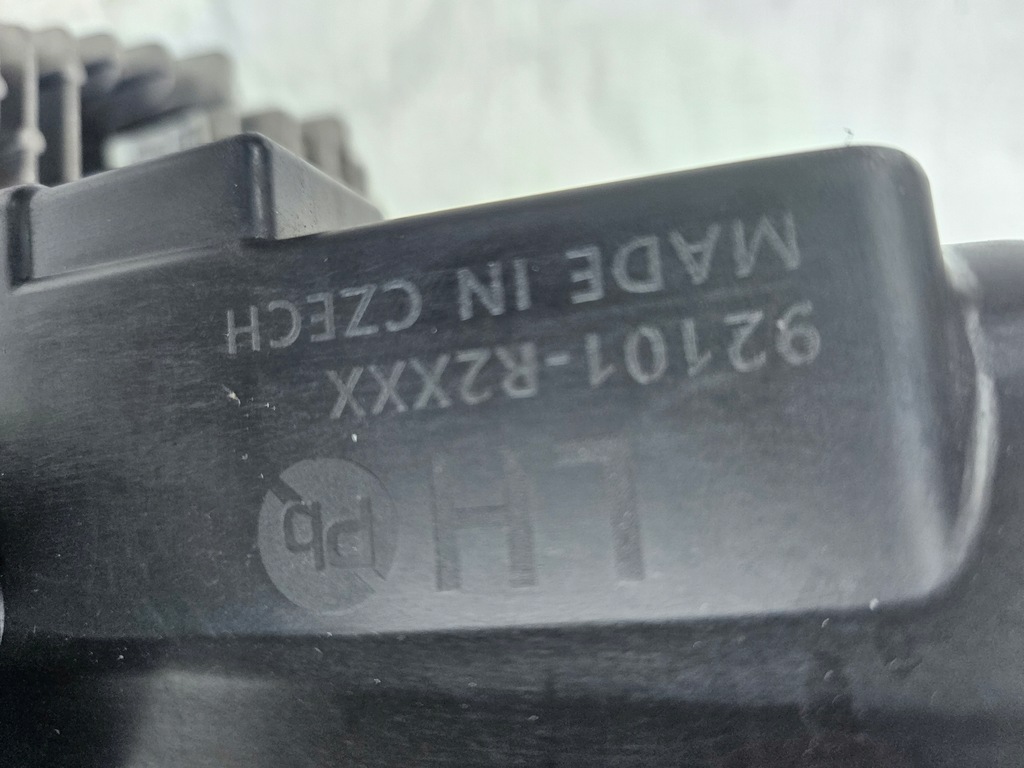 LH Pb
92101-R2XXX
MADE IN CZECH